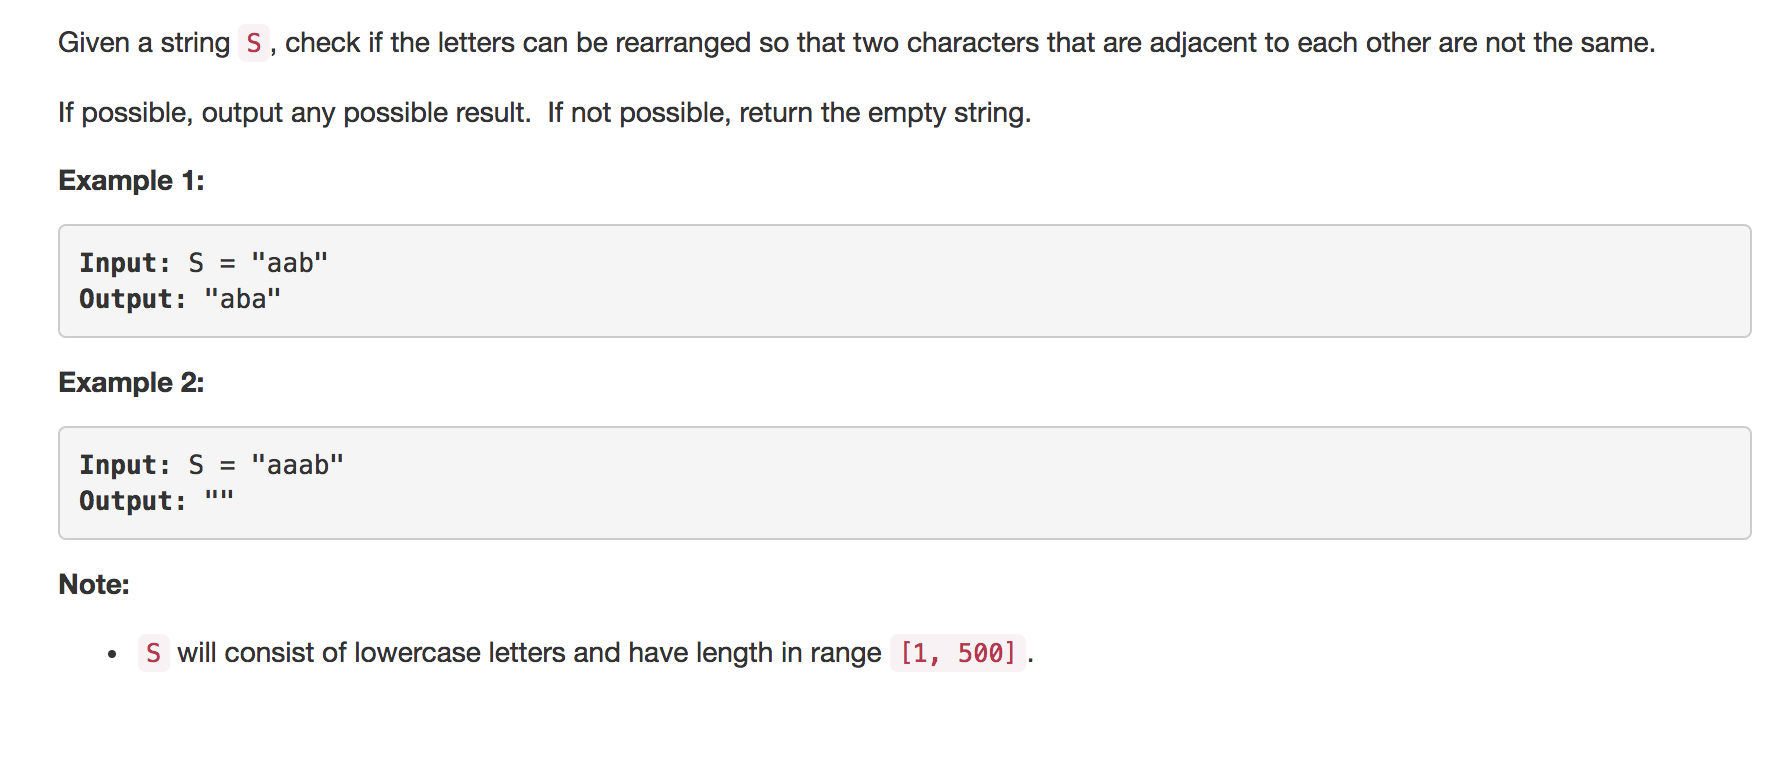 Given a string S, check if the letters can be rearranged so that two characters that are adjacent to each other are not the same.
If possible, output any possible result.  If not possible, return the empty string.
Example 1:
Input: S = "aab"
Output: "aba"
Example 2:
Input: S = "aaab"
Output: ""
Note:
• S will consist of lowercase letters and have length in range [1, 500].